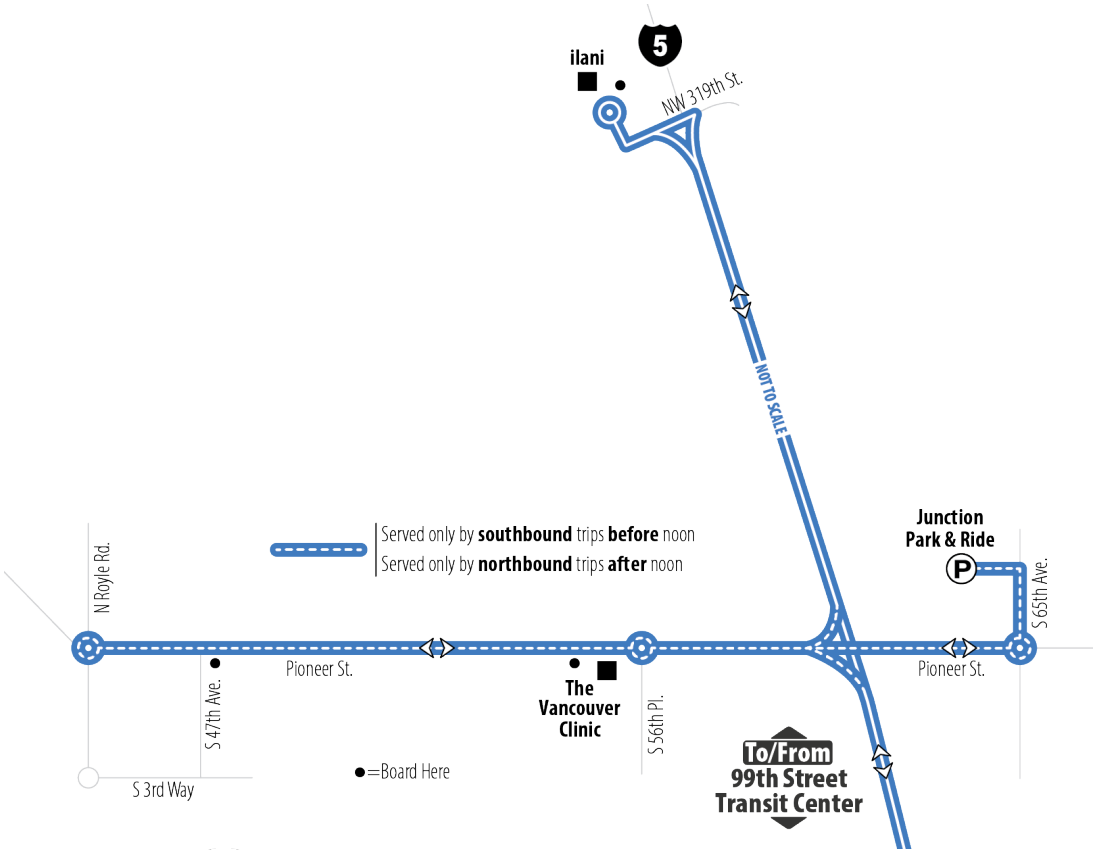 5
ilani
NW 319th St.
NOT TO SCALE
Junction
Park & Ride
P
S 65th Ave.
Served only by southbound trips before noon
Served only by northbound trips after noon
N Royle Rd.
Pioneer St.
Pioneer St.
S 47th Ave.
The
Vancouver
Clinic
S 56th Pl.
To/From
99th Street
Transit Center
=Board Here
S 3rd Way